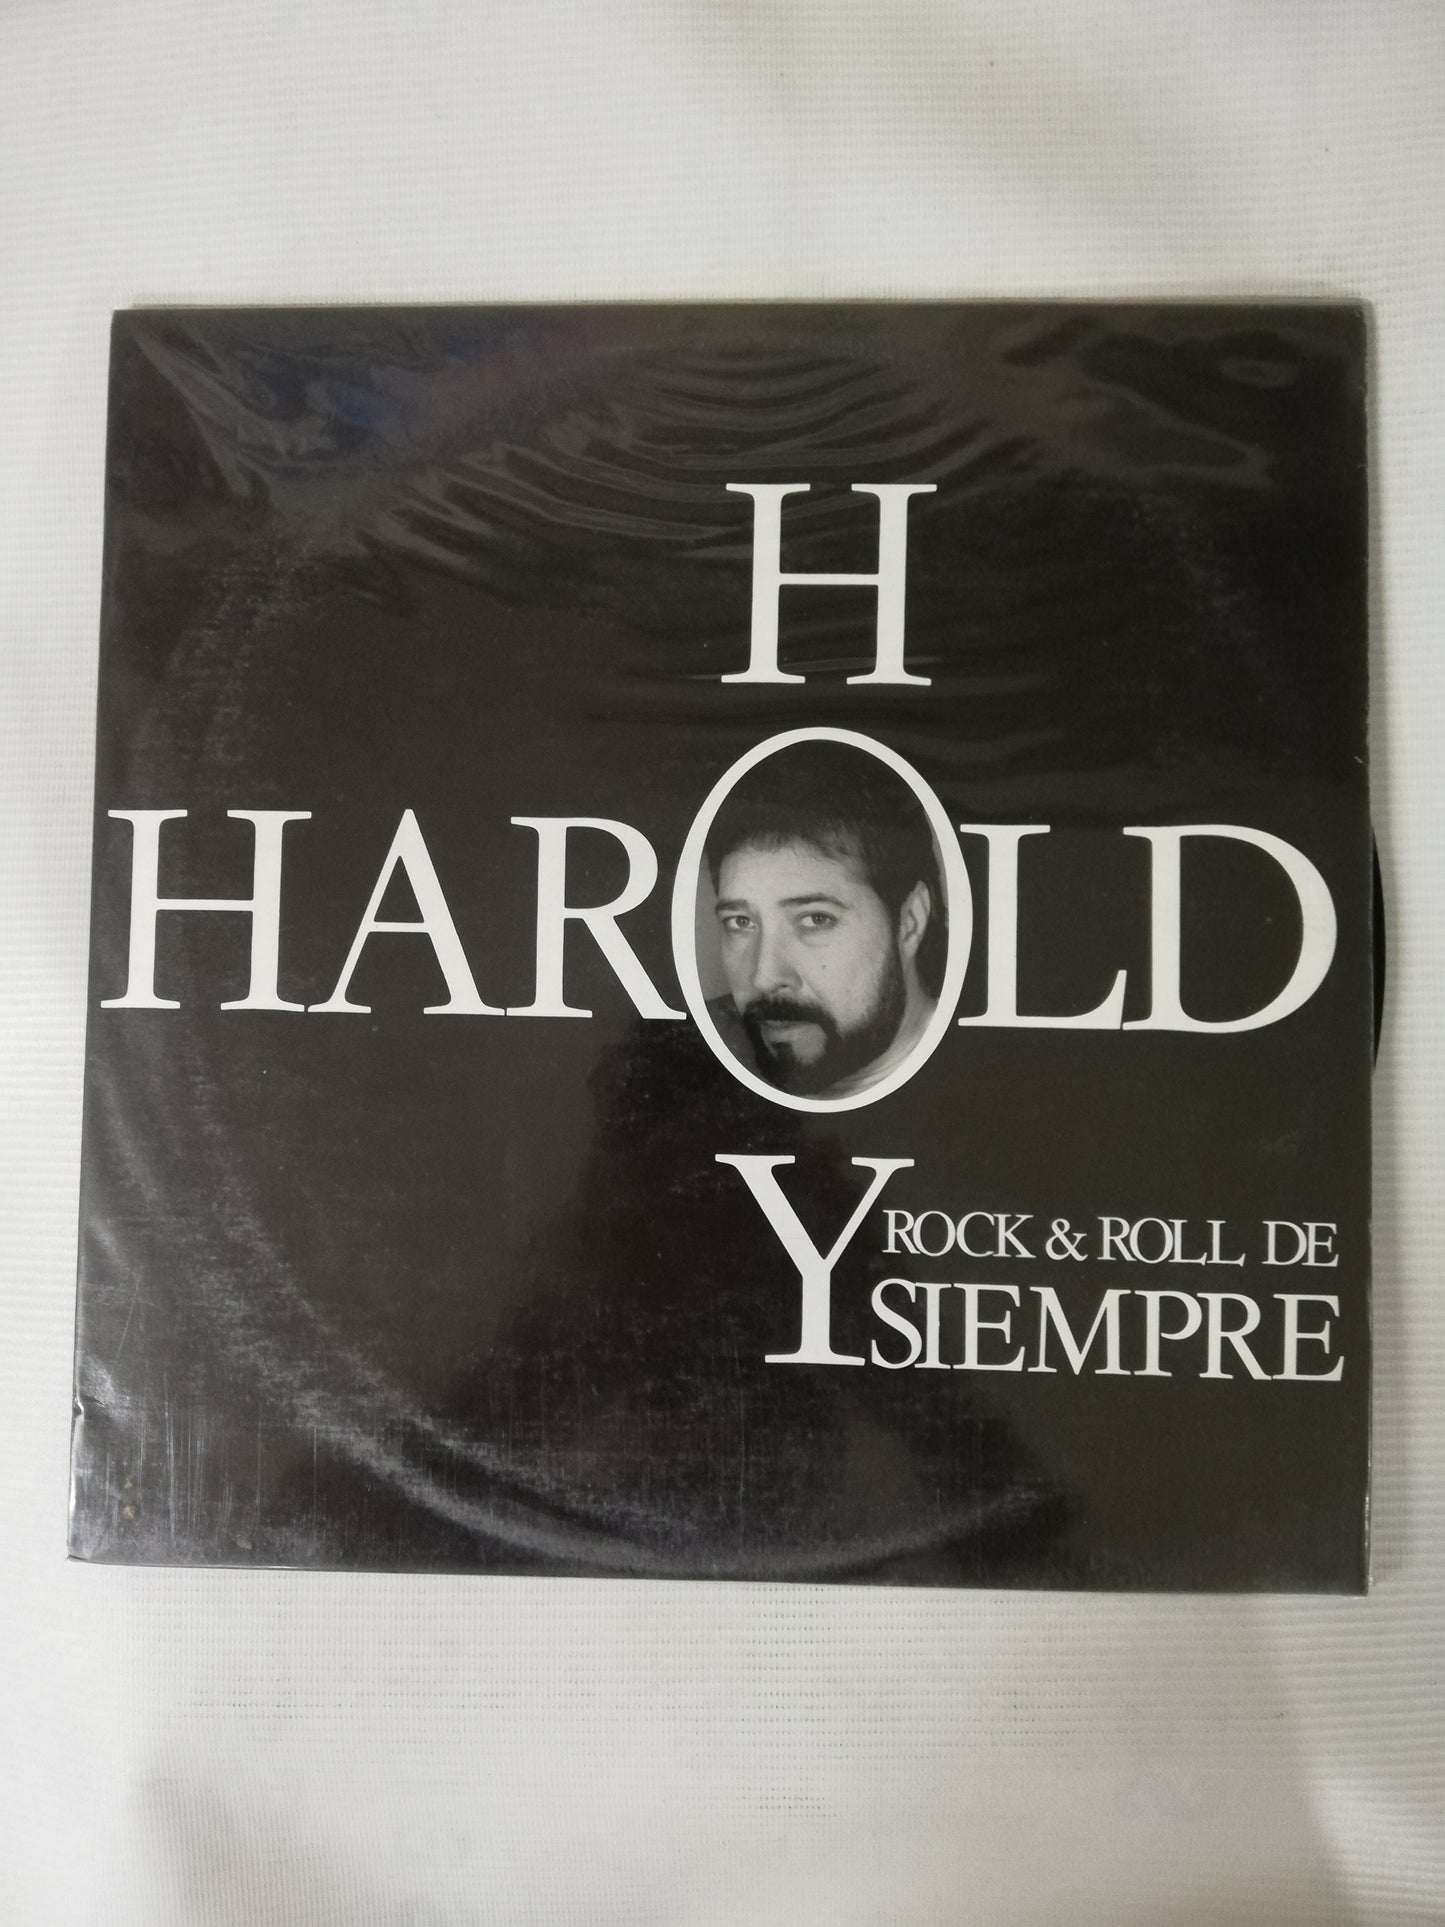 H
HAROLD
Y
ROCK & ROLL DE
SIEMPRE